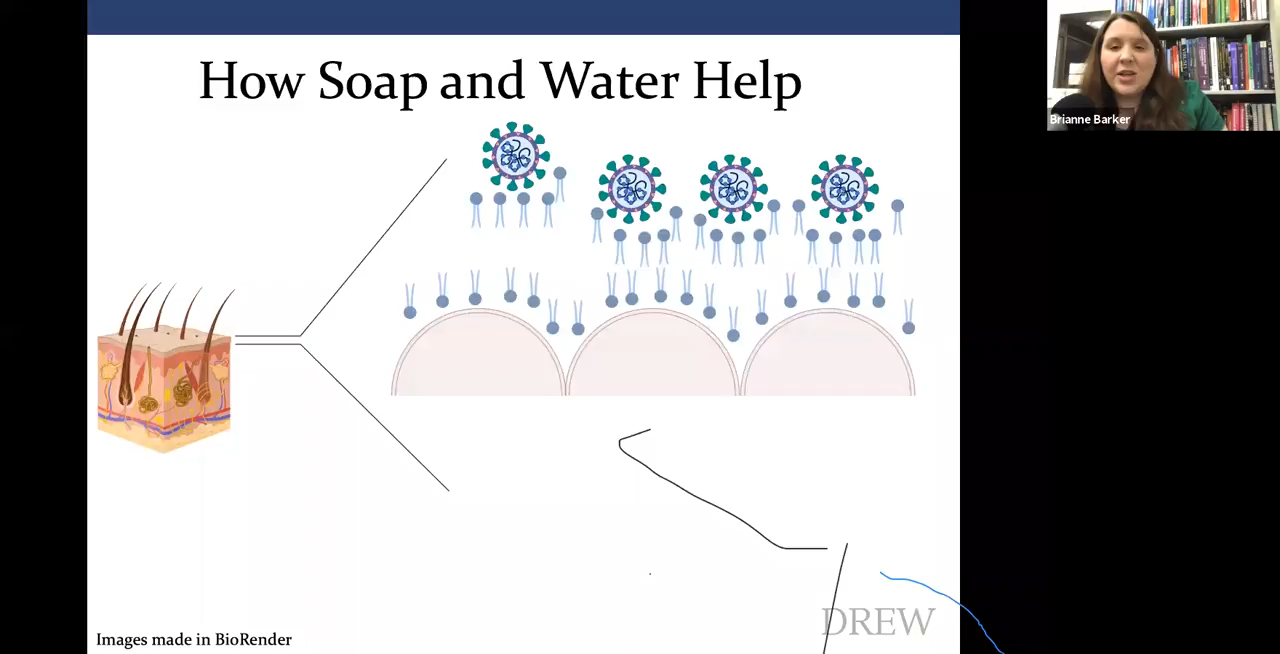 How Soap and Water Help
Brianne Barker
DREW
Images made in BioRender